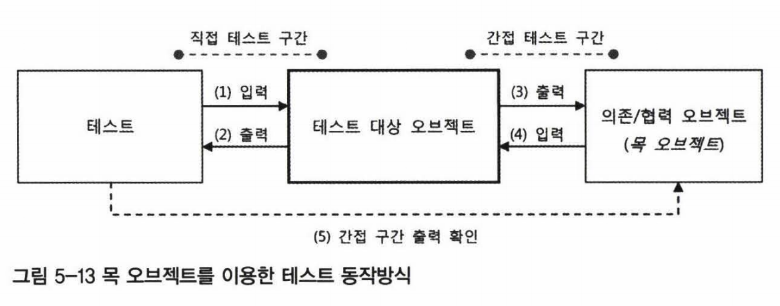 직접 테스트 구간
간접 테스트 구간
테스트
(1) 입력
(2) 출력
테스트 대상 오브젝트
(3) 출력
(4) 입력
의존/협력 오브젝트
(목 오브젝트)
(5) 간접 구간 출력 확인
그림 5-13 목 오브젝트를 이용한 테스트 동작방식